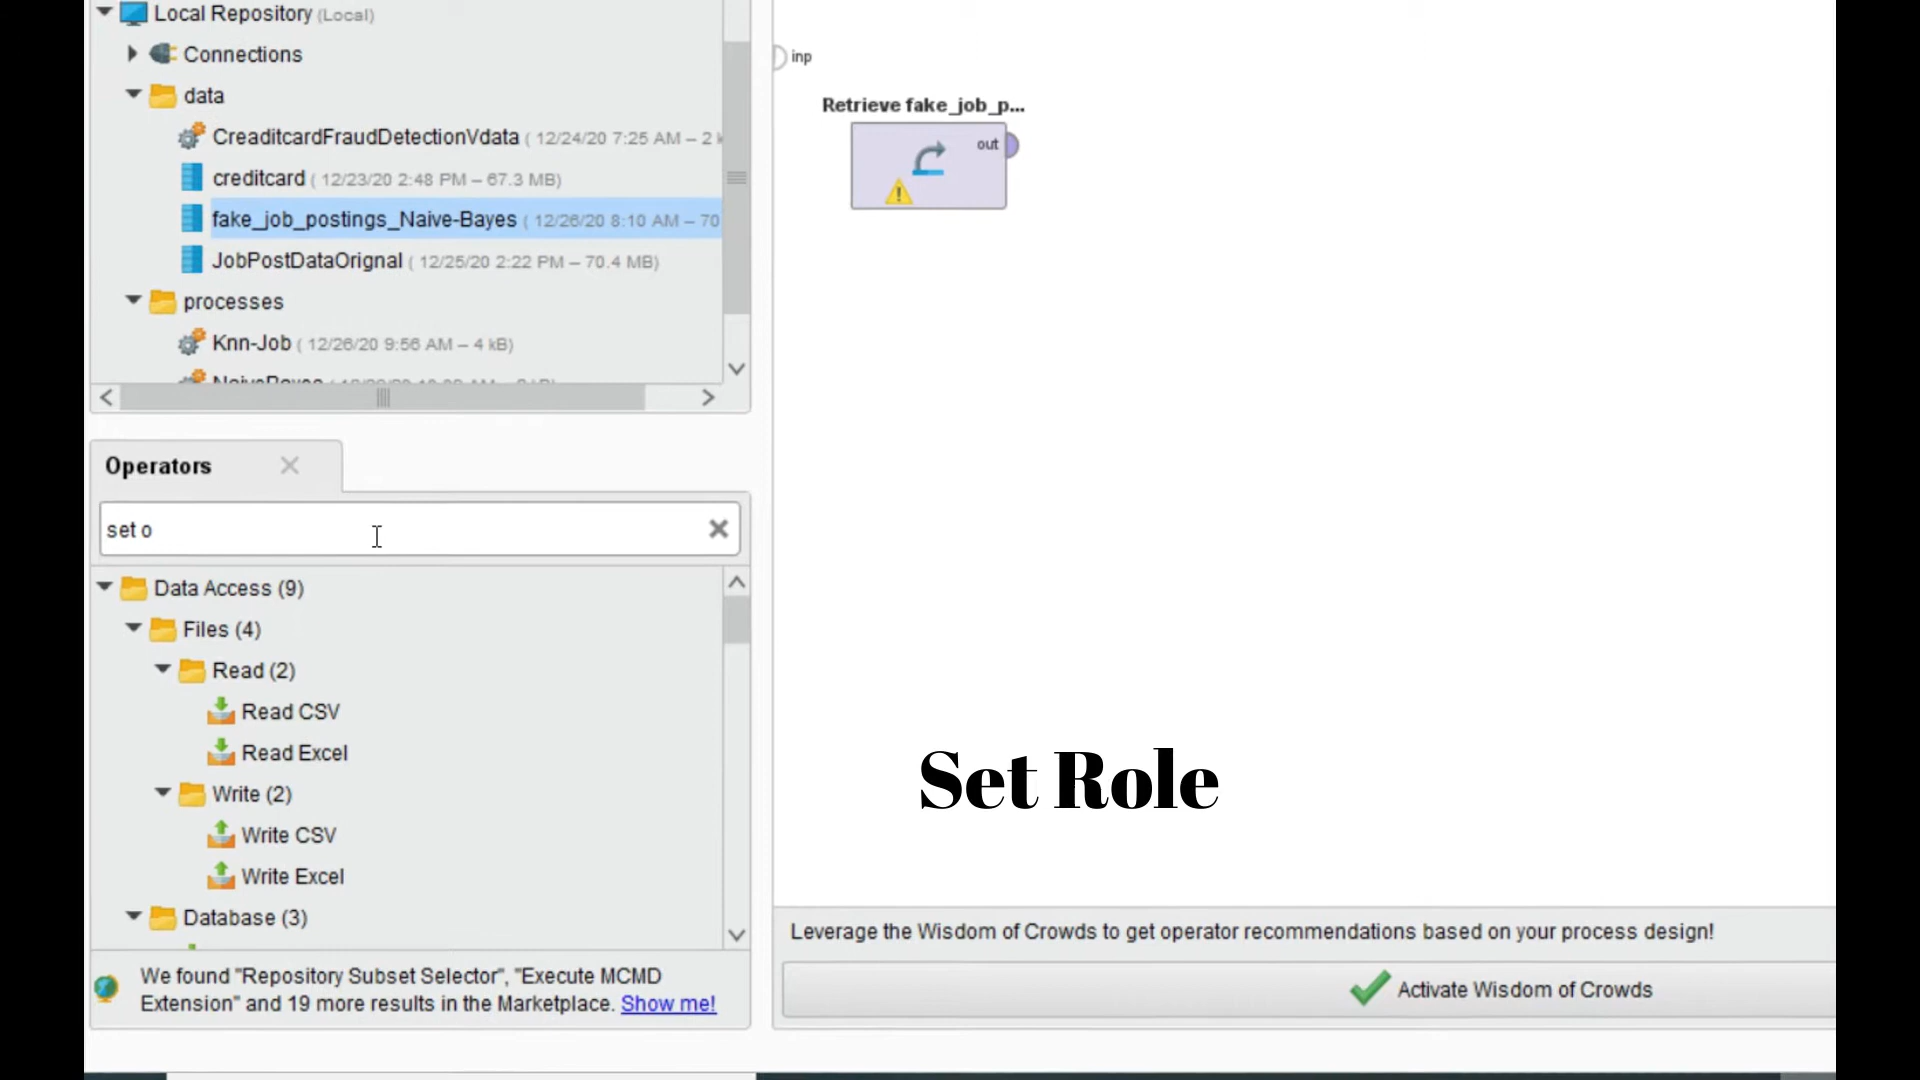 Local Repository (Local)
Connections
data
CreaditcardFraudDetectionVdata ( 12/24/20 7:25 AM – 2 k
creditcard ( 12/23/20 2:48 PM – 67.3 MB)
fake_job_postings_Naive-Bayes ( 12/26/20 8:10 AM – 70
JobPostDataOrignal ( 12/25/20 2:22 PM – 70.4 MB)
processes
Knn-Job ( 12/26/20 9:56 AM – 4 kB)
NaiveBayes
inp
Retrieve fake_job_p...
out
Operators
set o
Data Access (9)
Files (4)
Read (2)
Read CSV
Read Excel
Write (2)
Write CSV
Write Excel
Database (3)
We found "Repository Subset Selector", "Execute MCMD
Extension" and 19 more results in the Marketplace. Show me!
Set Role
Leverage the Wisdom of Crowds to get operator recommendations based on your process design!
Activate Wisdom of Crowds